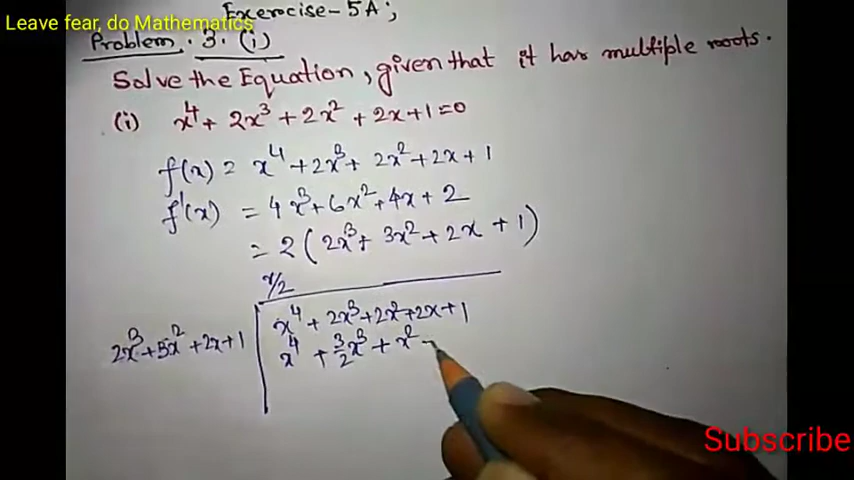 Exercise-5A;
Leave fear, do Mathematics
Problem. 3. (i)
Solve the Equation, given that it has multiple roots.
(i) x⁴ + 2x³ + 2x² + 2x + 1 = 0
f(x) = x⁴ + 2x³ + 2x² + 2x + 1
f'(x) = 4x³ + 6x² + 4x + 2
= 2(2x³ + 3x² + 2x + 1)
x/2
2x³ + 3x² + 2x + 1 | x⁴ + 2x³ + 2x² + 2x + 1
x⁴ + 3/2 x³ + x² -
Subscribe